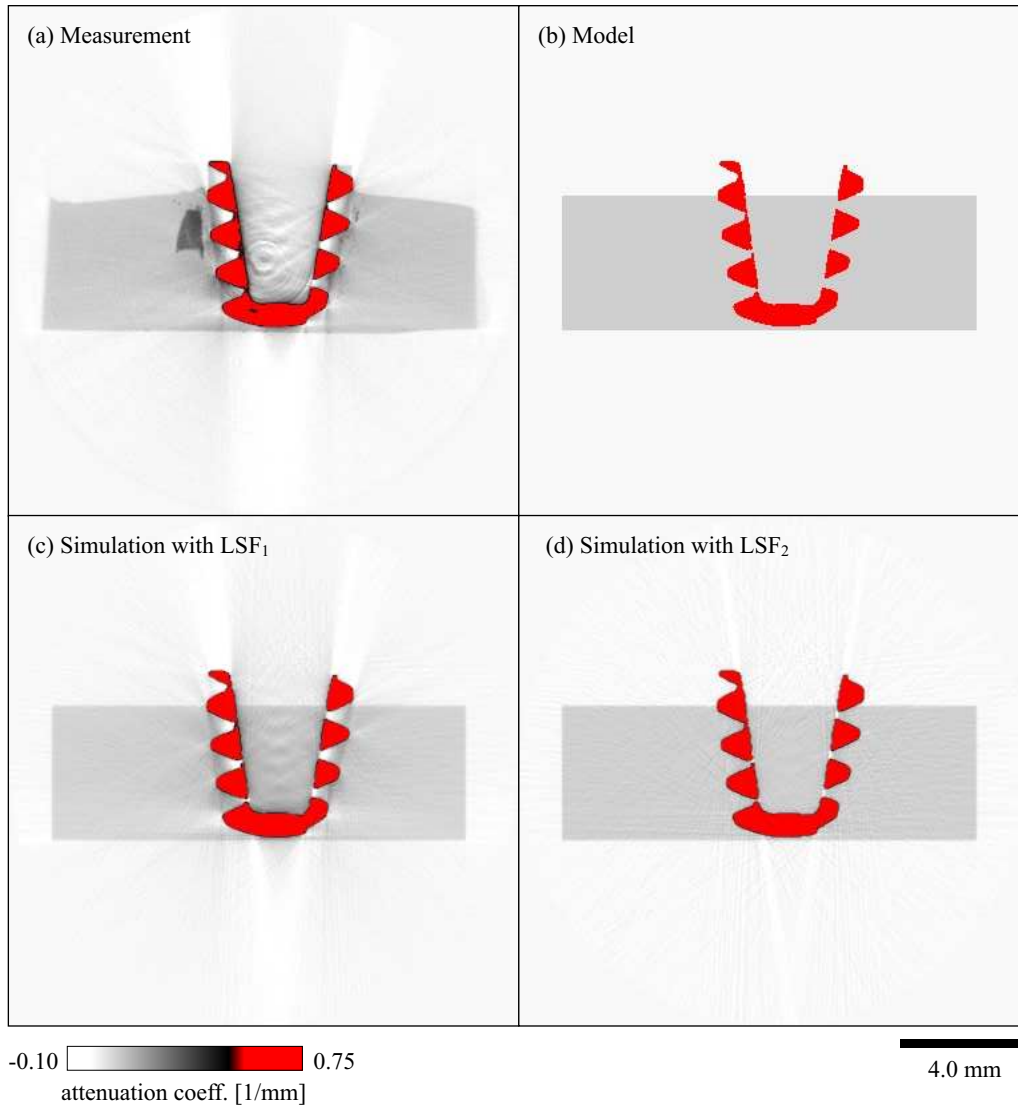 (a) Measurement
(b) Model
(c) Simulation with LSF₁
(d) Simulation with LSF₂
-0.10 0.75
attenuation coeff. [1/mm]
4.0 mm